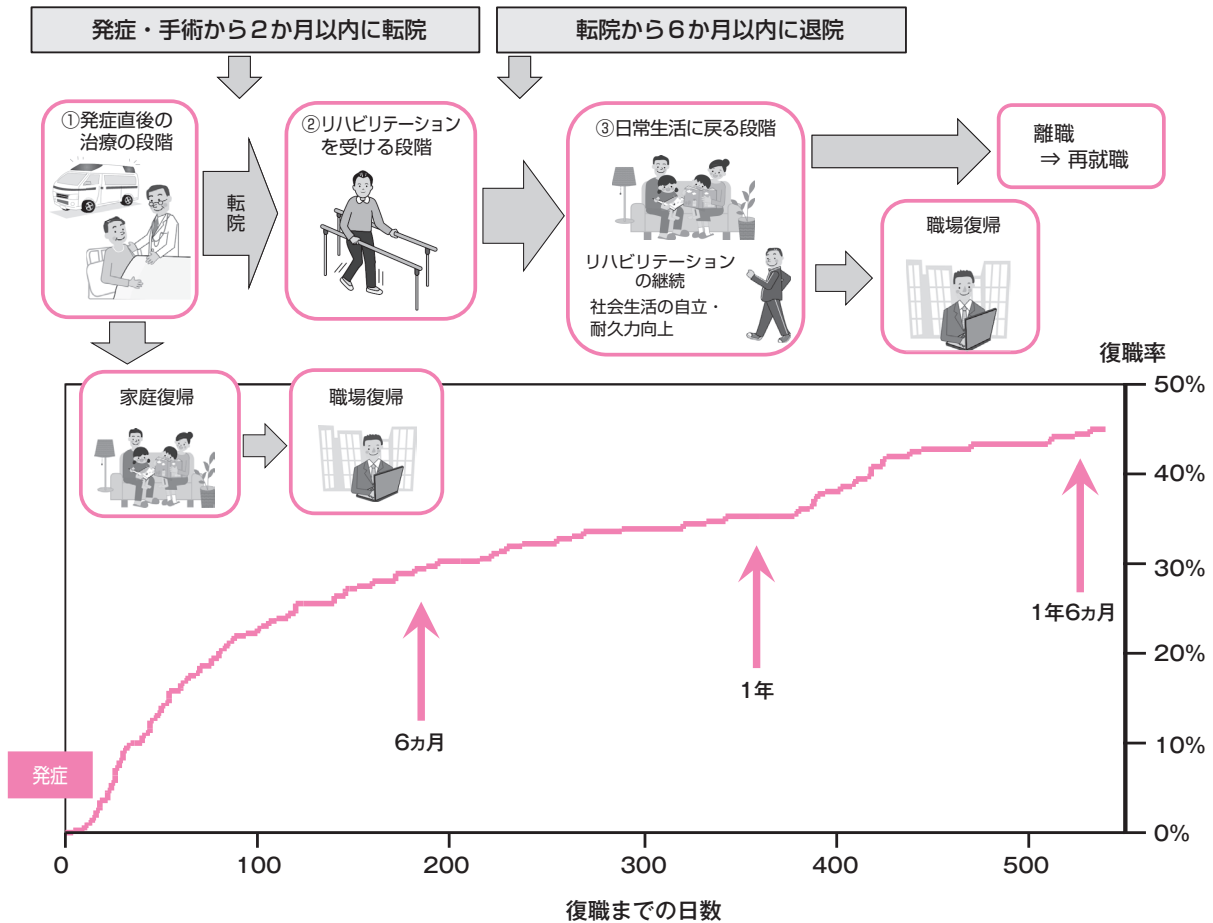 発症・手術から2か月以内に転院
転院から6か月以内に退院
①発症直後の
治療の段階
転院
②リハビリテーション
を受ける段階
③日常生活に戻る段階
リハビリテーション
の継続
社会生活の自立・
耐久力向上
離職
⇒ 再就職
職場復帰
家庭復帰
職場復帰
復職率
50%
40%
30%
20%
10%
0%
1年6ヵ月
1年
6ヵ月
発症
0
100
200
300
400
500
復職までの日数